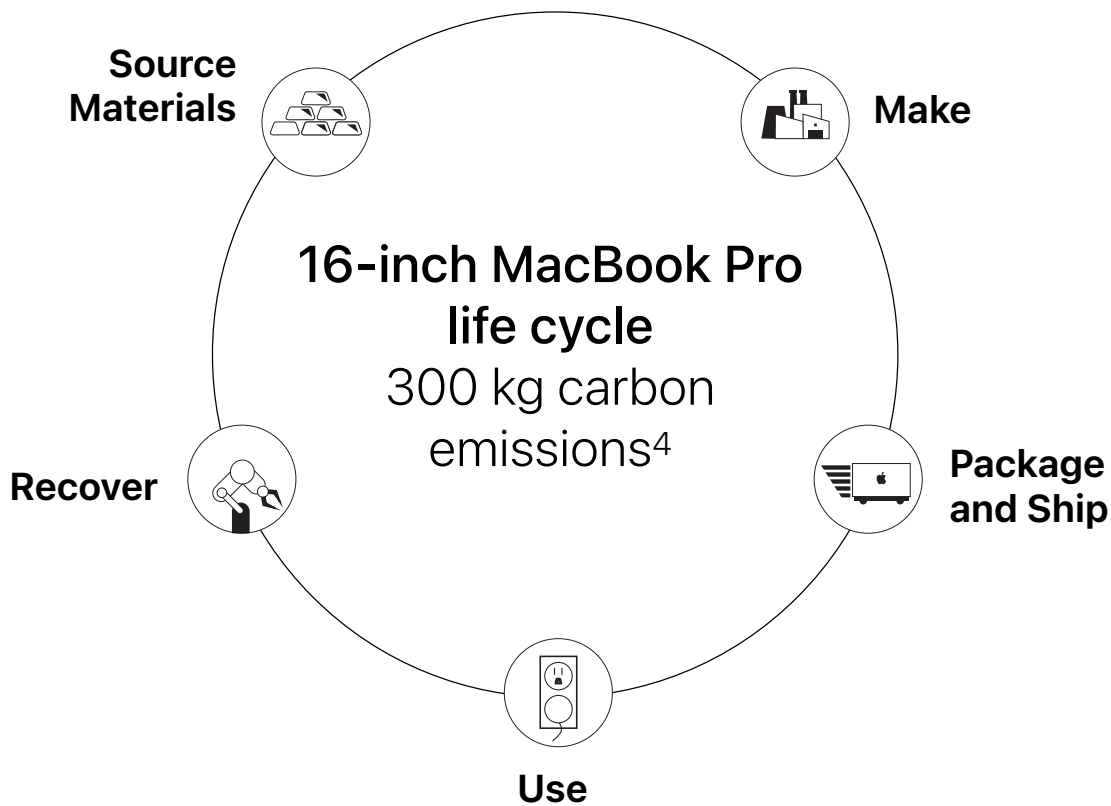 Source
Materials
Make
16-inch MacBook Pro
life cycle
300 kg carbon
emissions⁴
Recover
Package
and Ship
Use